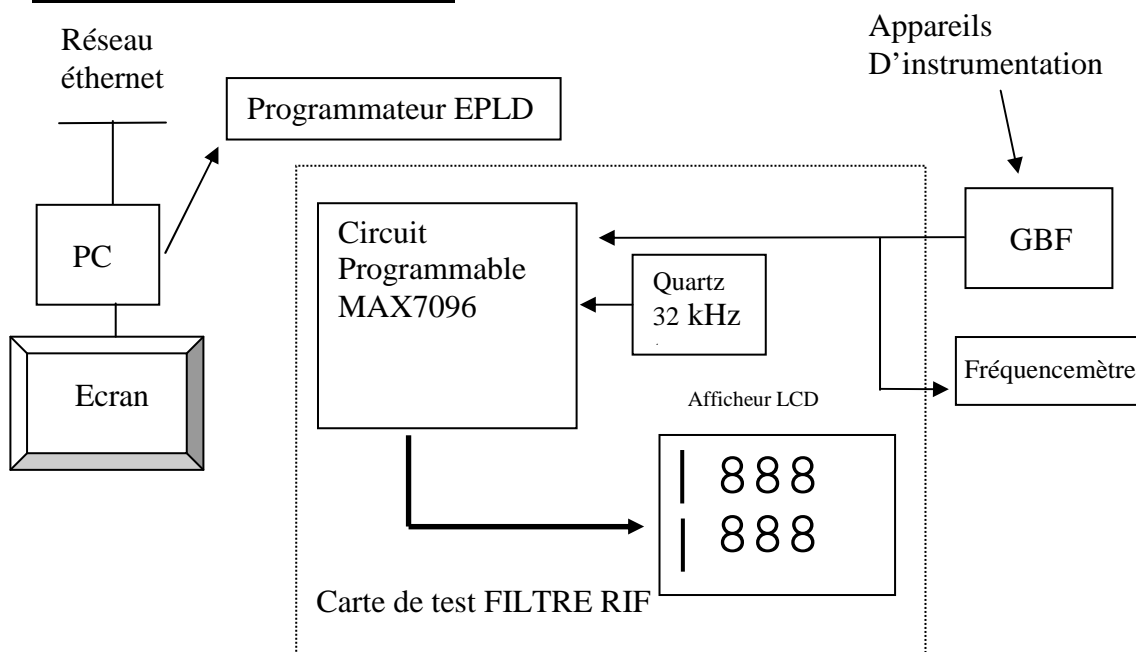 Réseau
éthernet
Appareils
D’instrumentation
Programmateur EPLD
PC
Circuit
Programmable
MAX7096
GBF
Quartz
32 kHz
Ecran
Fréquencemètre
Afficheur LCD
888
888
Carte de test FILTRE RIF